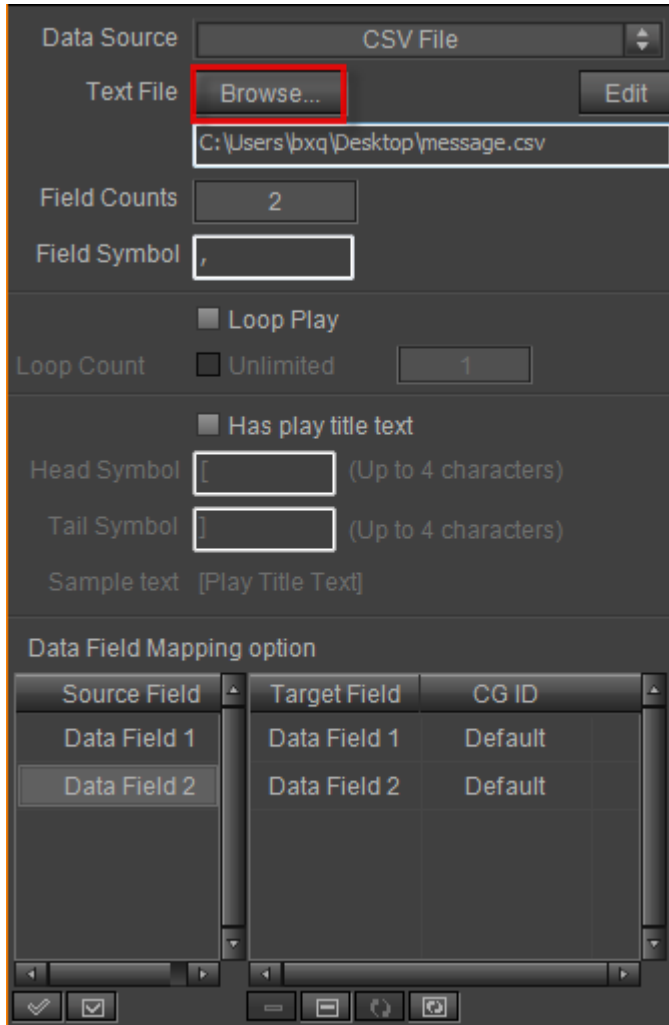 Data Source CSV File
Text File Browse... Edit
C:\Users\bxq\Desktop\message.csv
Field Counts 2
Field Symbol ,
Loop Play
Loop Count Unlimited 1
Has play title text
Head Symbol [ (Up to 4 characters)
Tail Symbol ] (Up to 4 characters)
Sample text [Play Title Text]
Data Field Mapping option
Source Field Target Field CG ID
Data Field 1 Data Field 1 Default
Data Field 2 Data Field 2 Default